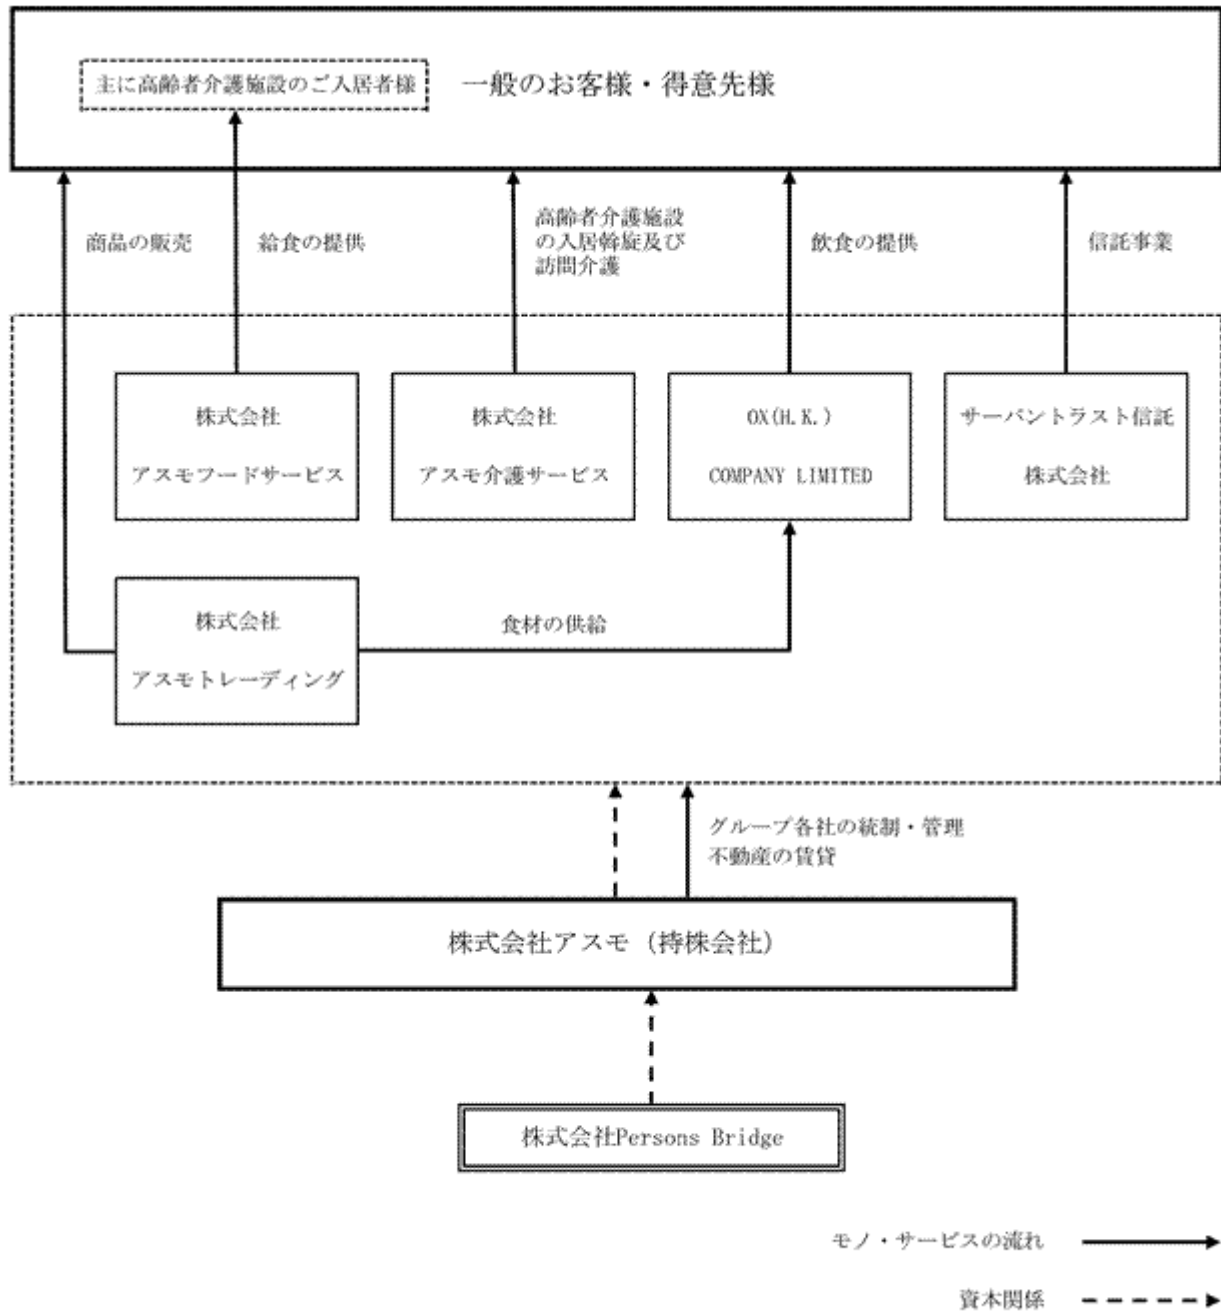 主に高齢者介護施設のご入居者様
一般のお客様・得意先様
商品の販売
給食の提供
高齢者介護施設
の入居斡旋及び
訪問介護
飲食の提供
信託事業
株式会社
アスモフードサービス
株式会社
アスモ介護サービス
OX(H.K.)
COMPANY LIMITED
サーバントラスト信託
株式会社
株式会社
アスモトレーディング
食材の供給
グループ各社の統制・管理
不動産の賃貸
株式会社アスモ（持株会社）
株式会社Persons Bridge
モノ・サービスの流れ
資本関係